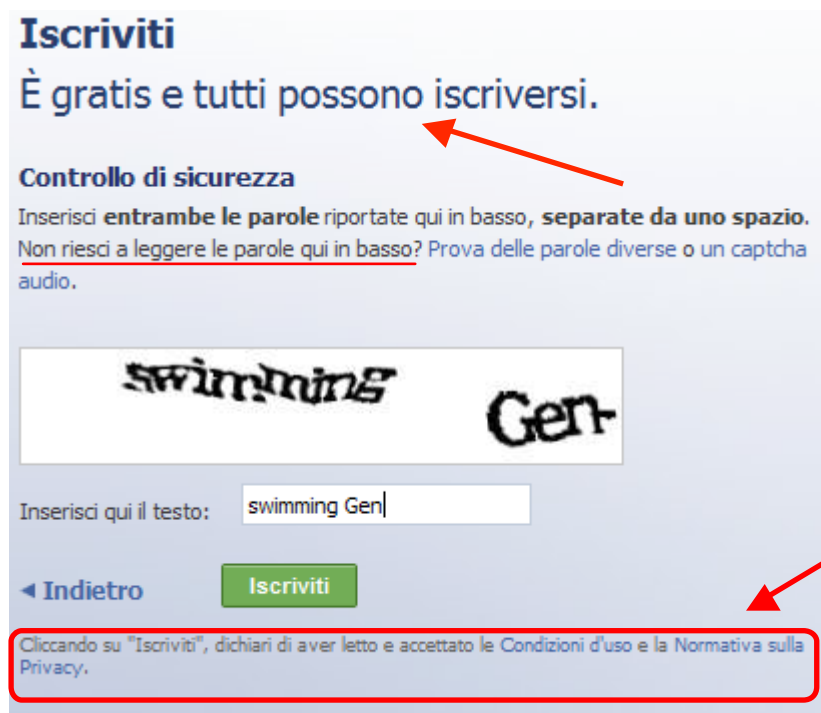 Iscriviti
È gratis e tutti possono iscriversi.
Controllo di sicurezza
Inserisci entrambe le parole riportate qui in basso, separate da uno spazio.
Non riesci a leggere le parole qui in basso? Prova delle parole diverse o un captcha
audio.
swimming Gen-
Inserisci qui il testo: swimming Gen
Indietro Iscriviti
Cliccando su "Iscriviti", dichiari di aver letto e accettato le Condizioni d'uso e la Normativa sulla
Privacy.